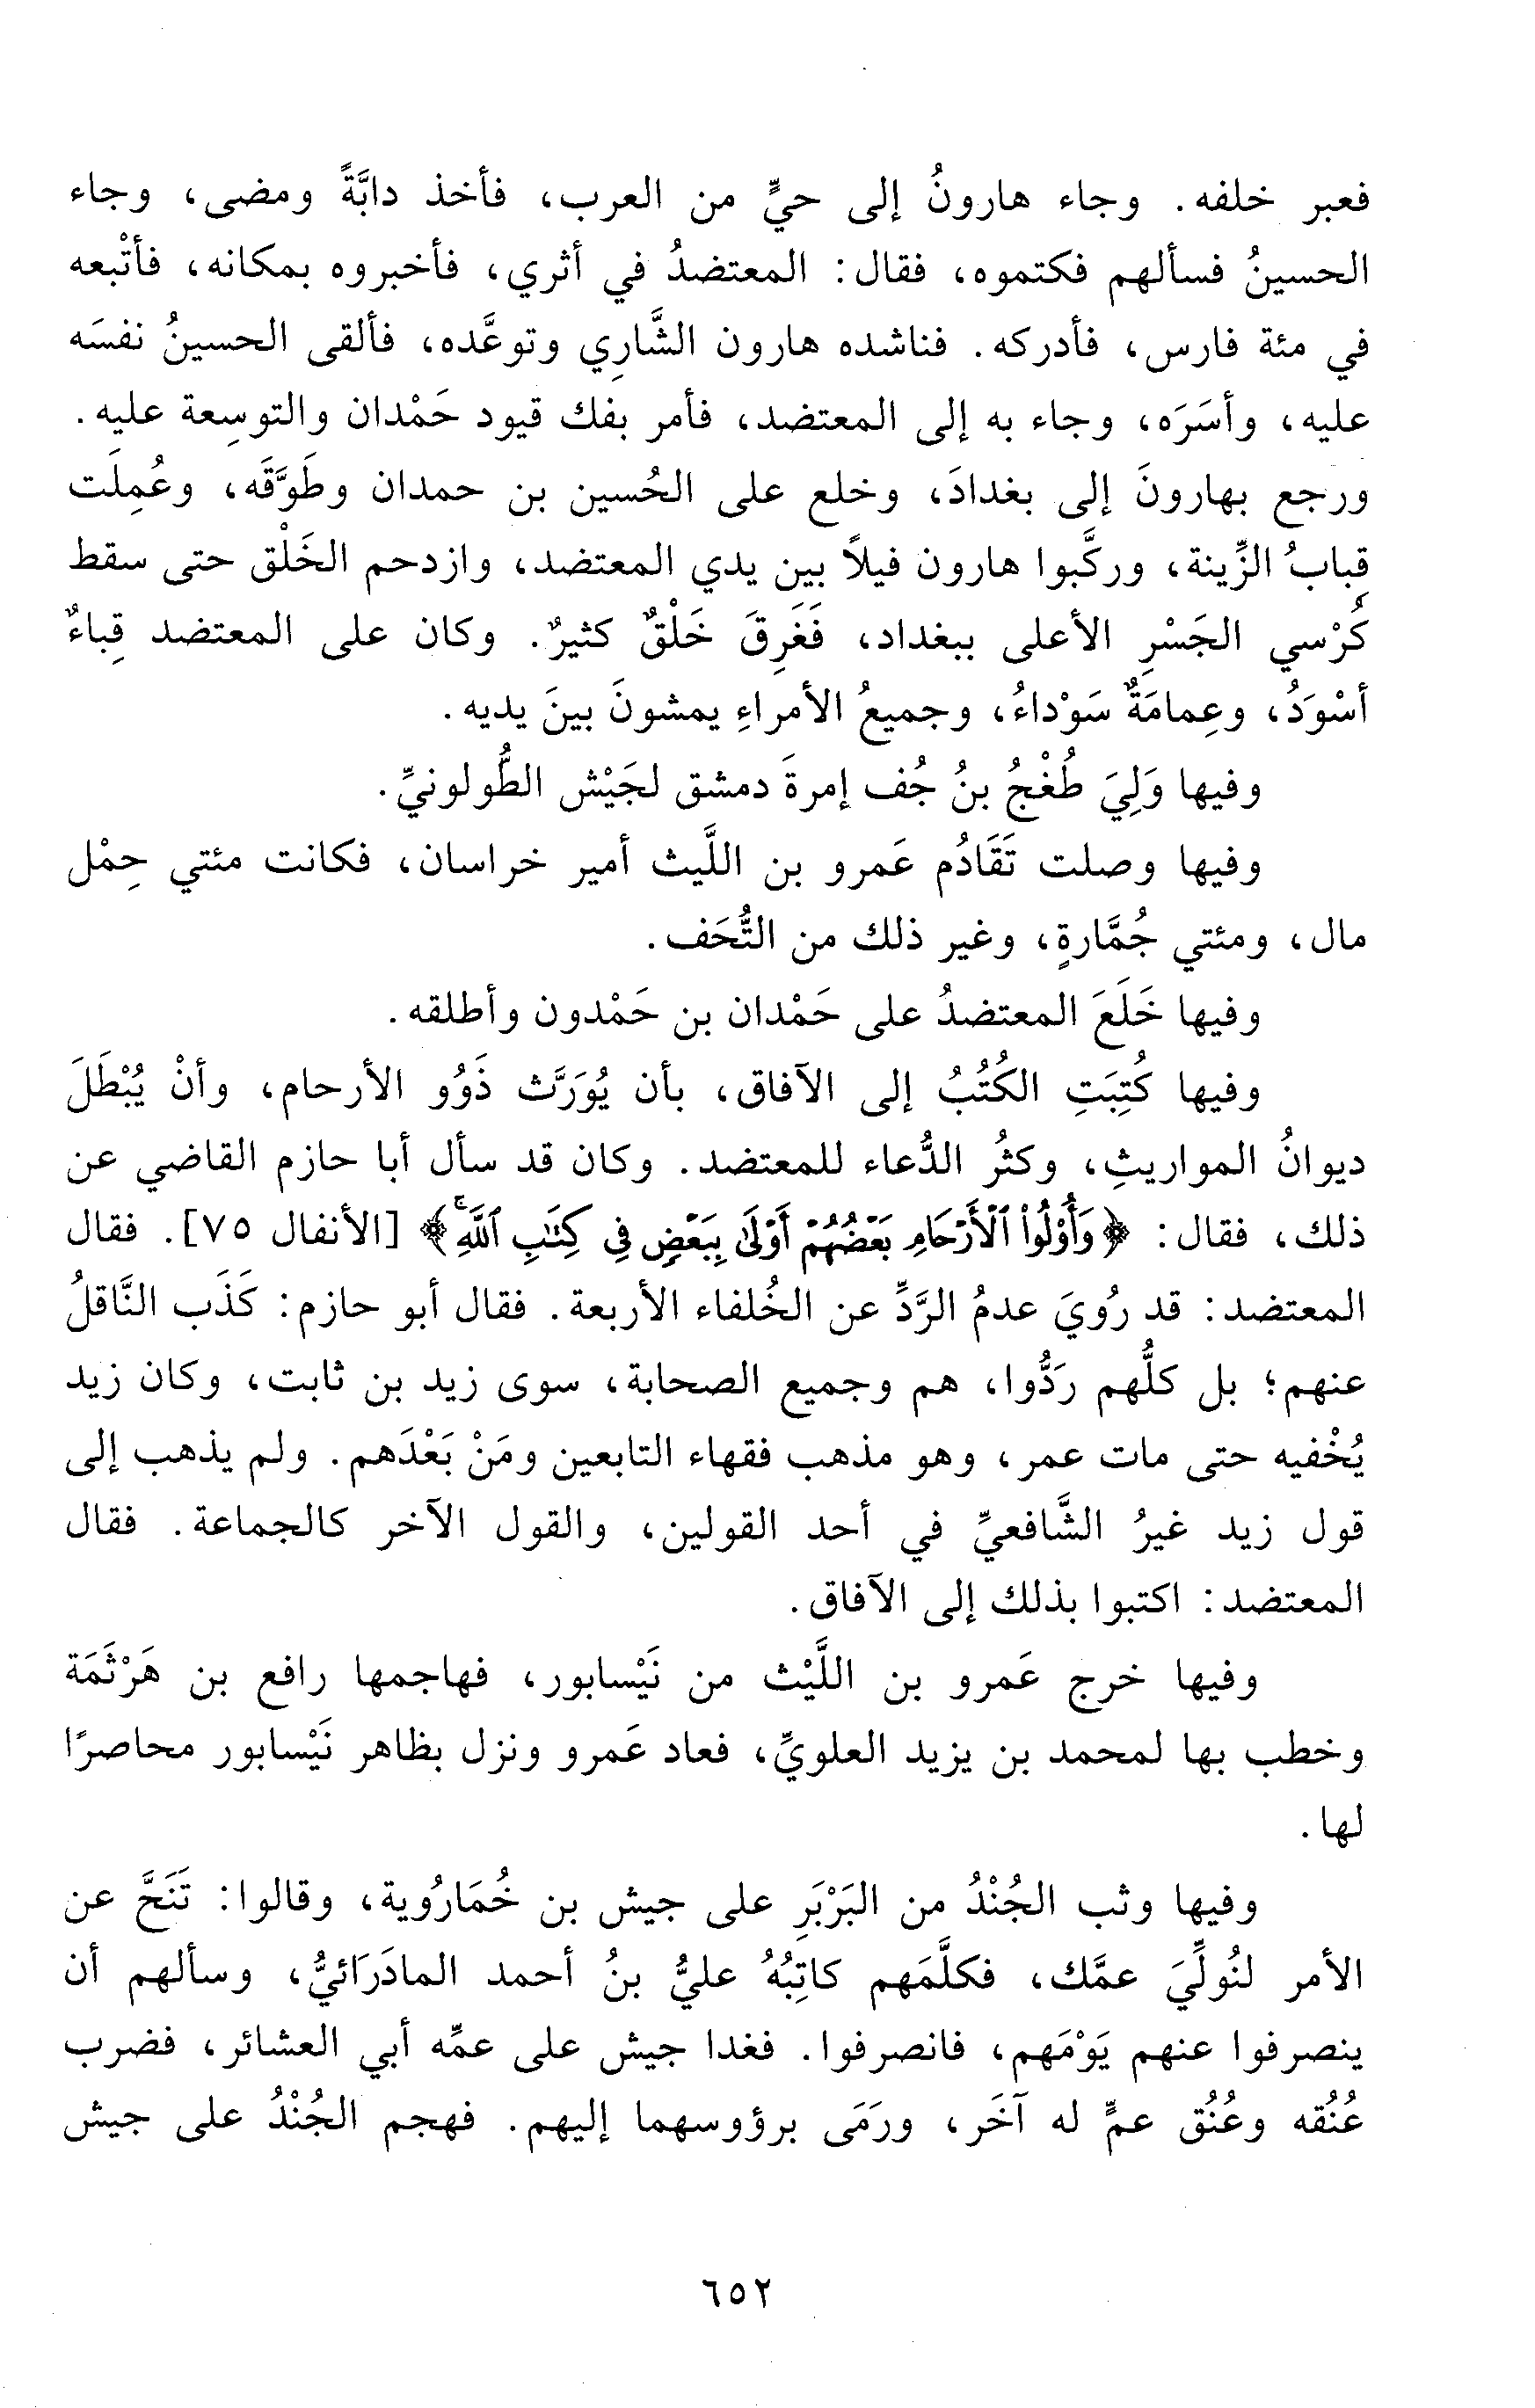 فعبر خلفه. وجاء هارونُ إلى حيٍّ من العرب، فأخذ دابَّةً ومضى، وجاء
الحسينُ فسألهم فكتموه، فقال: المعتضدُ في أثري، فأخبروه بمكانه، فأتْبعه
في مئة فارس، فأدركه. فناشده هارون الشَّارِي وتوعَّده، فألقى الحسينُ نفسَه
عليه، وأسَرَه، وجاء به إلى المعتضد، فأمر بفك قيود حَمْدان والتوسِعة عليه.
ورجع بهارونَ إلى بغدادَ، وخلع على الحُسين بن حمدان وطَوَّقَه، وعُمِلَت
قِبابُ الزِّينة، وركَّبوا هارون فيلاً بين يدي المعتضد، وازدحم الخَلْق حتى سقط
كُرْسي الجَسْرِ الأعلى ببغداد، فَغَرِقَ خَلْقٌ كثيرٌ. وكان على المعتضد قِباءٌ
أسْوَدُ، وعِمامَةٌ سَوْداءُ، وجميعُ الأمراءِ يمشونَ بينَ يديه.
وفيها وَلِيَ طُغْجُ بنُ جُف إمرةَ دمشق لجَيْش الطُّولونيِّ.
وفيها وصلت تَقَادُم عَمرو بن اللَّيث أمير خراسان، فكانت مئتي حِمْل
مال، ومئتي جُمَّارةٍ، وغير ذلك من التُّحَف.
وفيها خَلَعَ المعتضدُ على حَمْدان بن حَمْدون وأطلقه.
وفيها كُتِبَتِ الكُتُبُ إلى الآفاق، بأن يُوَرَّث ذَوُو الأرحام، وأنْ يُبْطَلَ
ديوانُ المواريثِ، وكثُر الدُّعاء للمعتضد. وكان قد سأل أبا حازم القاضي عن
ذلك، فقال: ﴿وَأُوْلُواْ ٱلْأَرْحَامِ بَعْضُهُمْ أَوْلَىٰ بِبَعْضٍ فِي كِتَٰبِ ٱللَّهِۚ﴾ [الأنفال ٧٥]. فقال
المعتضد: قد رُويَ عدمُ الرَّدِّ عن الخُلفاء الأربعة. فقال أبو حازم: كَذَب النَّاقلُ
عنهم؛ بل كلُّهم رَدُّوا، هم وجميع الصحابة، سوى زيد بن ثابت، وكان زيد
يُخْفيه حتى مات عمر، وهو مذهب فقهاء التابعين ومَنْ بَعْدَهم. ولم يذهب إلى
قول زيد غيرُ الشَّافعيِّ في أحد القولين، والقول الآخر كالجماعة. فقال
المعتضد: اكتبوا بذلك إلى الآفاق.
وفيها خرج عَمرو بن اللَّيْث من نَيْسابور، فهاجمها رافع بن هَرْثَمَة
وخطب بها لمحمد بن يزيد العلويِّ، فعاد عَمرو ونزل بظاهر نَيْسابور محاصرًا
لها.
وفيها وثب الجُنْدُ من البَرْبَرِ على جيش بن خُمَارُوية، وقالوا: تَنَحَّ عن
الأمر لنُولِّيَ عمَّك، فكلَّمَهم كاتِبُهُ عليُّ بنُ أحمد المادَرَائيُّ، وسألهم أن
ينصرفوا عنهم يَوْمَهم، فانصرفوا. فغدا جيش على عمِّه أبي العشائر، فضرب
عُنُقه وعُنُق عمٍّ له آخَر، ورَمَى برؤوسهما إليهم. فهجم الجُنْدُ على جيش
٦٥٢